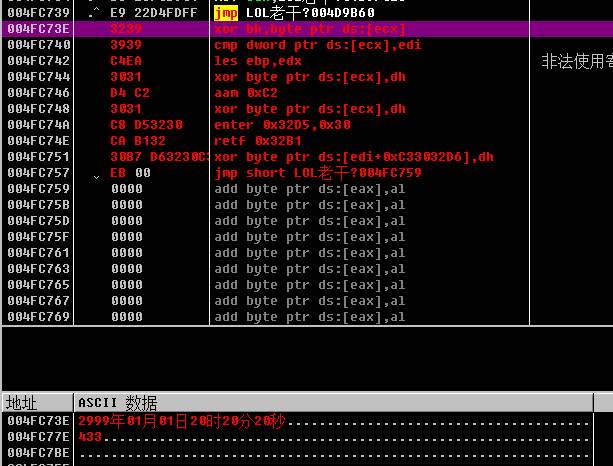 004FC739 .^ E9 22D4FDFF jmp LOL老干?004D9B60
004FC73E 3239 xor bh,byte ptr ds:[ecx]
004FC740 3939 cmp dword ptr ds:[ecx],edi
004FC742 C4EA les ebp,edx 非法使用寄
004FC744 3031 xor byte ptr ds:[ecx],dh
004FC746 D4 C2 aam 0xC2
004FC748 3031 xor byte ptr ds:[ecx],dh
004FC74A C8 D53230 enter 0x32D5,0x30
004FC74E CA B132 retf 0x32B1
004FC751 30B7 D63230C3 xor byte ptr ds:[edi+0xC33032D6],dh
004FC757 EB 00 jmp short LOL老干?004FC759
004FC759 0000 add byte ptr ds:[eax],al
004FC75B 0000 add byte ptr ds:[eax],al
004FC75D 0000 add byte ptr ds:[eax],al
004FC75F 0000 add byte ptr ds:[eax],al
004FC761 0000 add byte ptr ds:[eax],al
004FC763 0000 add byte ptr ds:[eax],al
004FC765 0000 add byte ptr ds:[eax],al
004FC767 0000 add byte ptr ds:[eax],al
004FC769 0000 add byte ptr ds:[eax],al
地址 ASCII 数据
004FC73E 2999年01月01日20时20分20秒......................................
004FC77E 433.............................................................
004FC7BE ................................................................